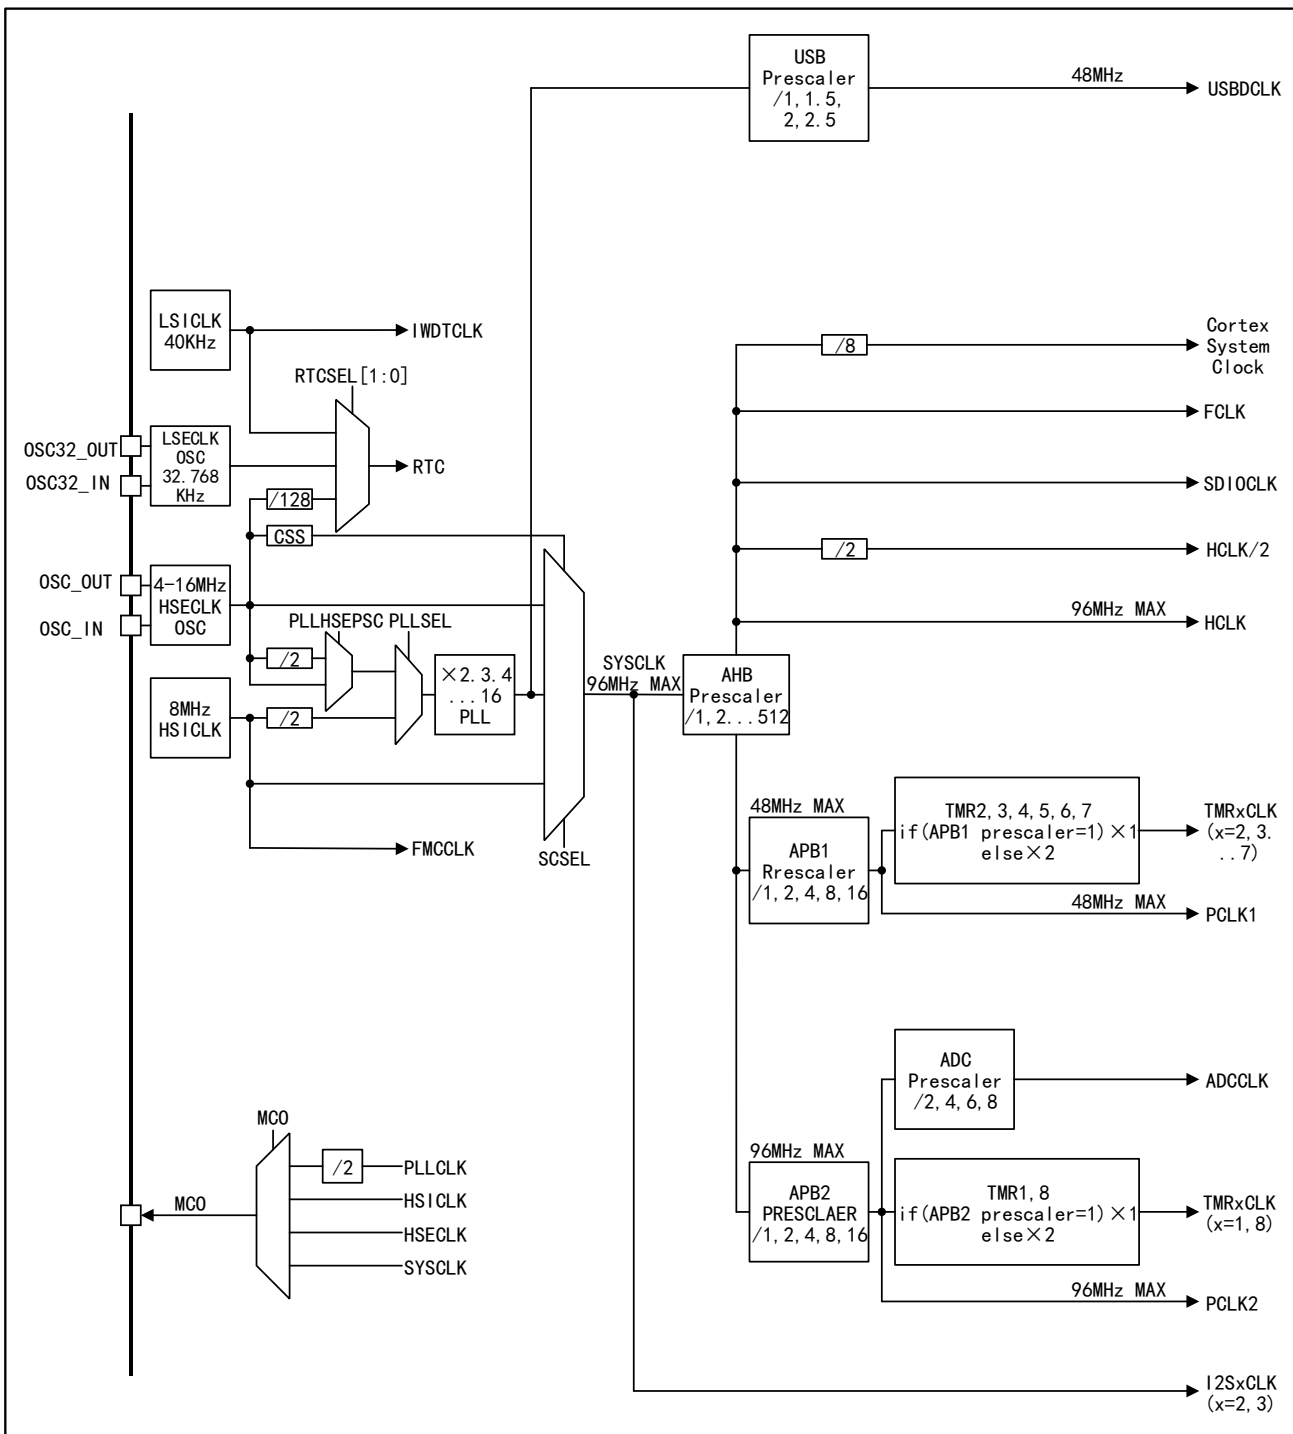 USB
Prescaler
/1, 1.5,
2, 2.5
48MHz
USBDCLK
LSICLK
40KHz
IWDTCLK
RTCSEL[1:0]
OSC32_OUT
OSC32_IN
LSECLK
OSC
32.768
KHz
RTC
/128
CSS
OSC_OUT
OSC_IN
4-16MHz
HSECLK
OSC
PLLHSEPSC
PLLSEL
/2
×2.3.4
...16
PLL
8MHz
HSICLK
/2
FMCCLK
SCSEL
SYSCLK
96MHz MAX
AHB
Prescaler
/1, 2...512
/8
Cortex
System
Clock
FCLK
SDIOCLK
/2
HCLK/2
96MHz MAX
HCLK
48MHz MAX
APB1
Rrescaler
/1, 2, 4, 8, 16
TMR2, 3, 4, 5, 6, 7
if(APB1 prescaler=1)×1
else×2
TMRxCLK
(x=2, 3.
..7)
48MHz MAX
PCLK1
ADC
Prescaler
/2, 4, 6, 8
ADCCLK
96MHz MAX
APB2
PRESCLAER
/1, 2, 4, 8, 16
TMR1, 8
if(APB2 prescaler=1)×1
else×2
TMRxCLK
(x=1, 8)
96MHz MAX
PCLK2
I2SxCLK
(x=2, 3)
MCO
MCO
/2
PLLCLK
HSICLK
HSECLK
SYSCLK